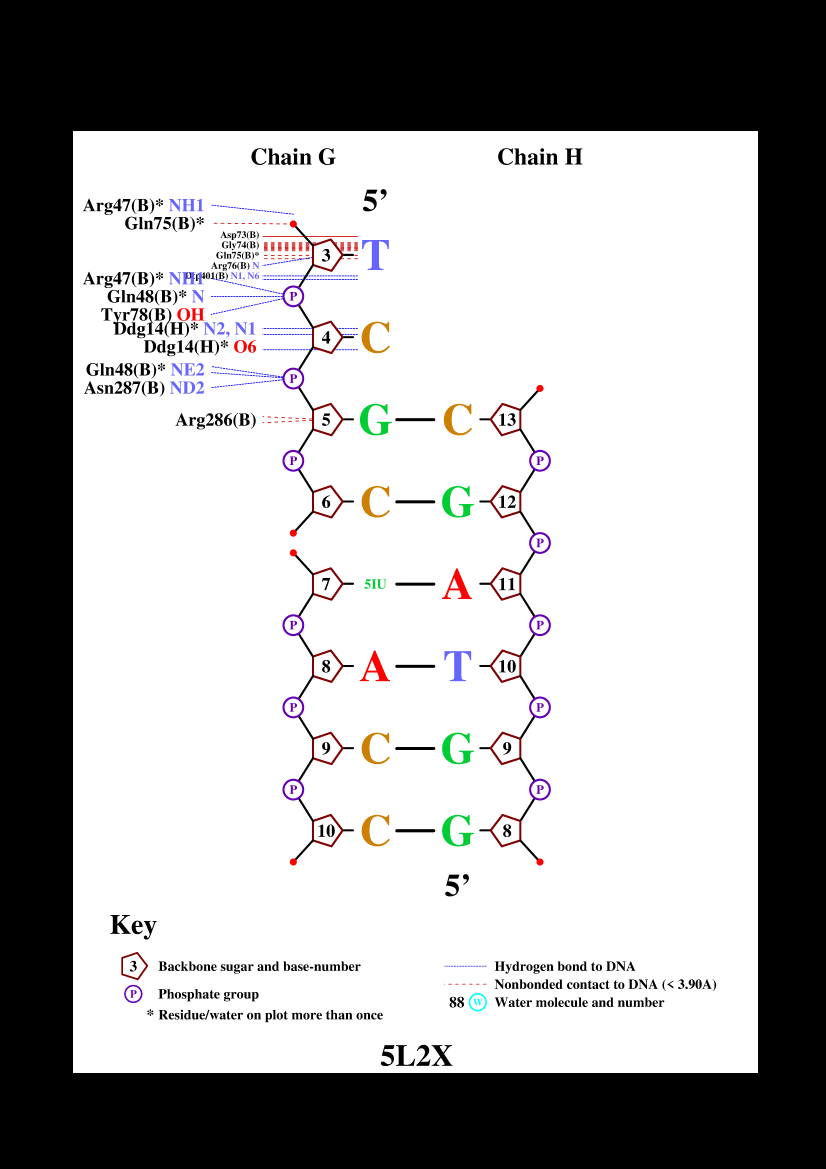 Chain G Chain H
5’
Arg47(B)* NH1
Gln75(B)*
Asp73(B)
Gly74(B)
Gln75(B)*
3 T
Arg76(B) N
Arg47(B)* NH1
N1, N6
Gln48(B)* N
P
Tyr78(B) OH
Ddg14(H)* N2, N1
4 C
Ddg14(H)* O6
Gln48(B)* NE2
P
Asn287(B) ND2
Arg286(B) 5 G C 13
P P
6 C G 12
P
7 5IU A 11
P P
8 A T 10
P P
9 C G 9
P P
10 C G 8
5’
Key
3 Backbone sugar and base-number
P Phosphate group
* Residue/water on plot more than once
Hydrogen bond to DNA
Nonbonded contact to DNA (< 3.90A)
88 W Water molecule and number
5L2X